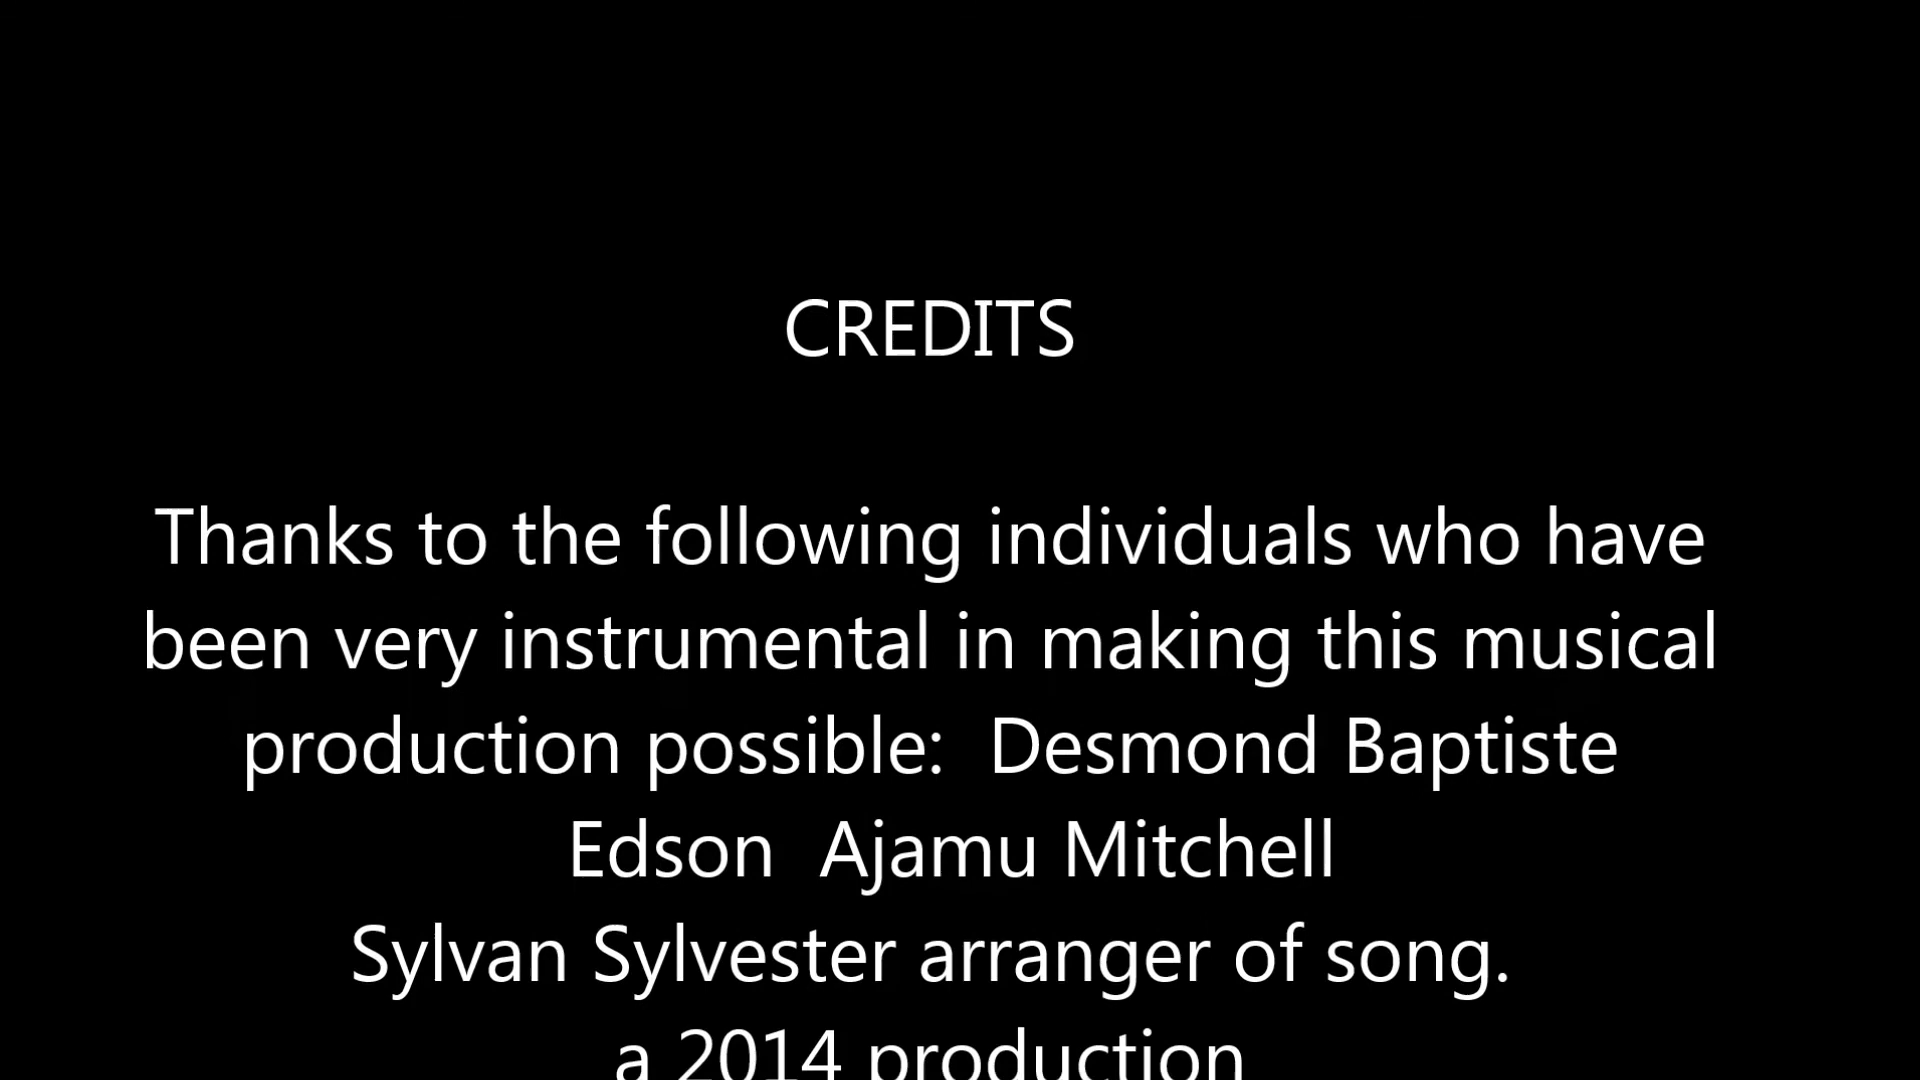 CREDITS
Thanks to the following individuals who have
been very instrumental in making this musical
production possible:  Desmond Baptiste
Edson  Ajamu Mitchell
Sylvan Sylvester arranger of song.
a 2014 production